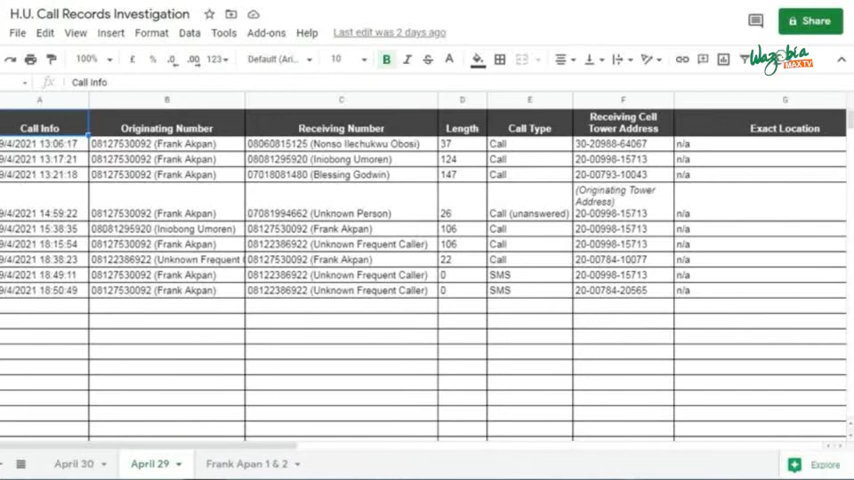 H.U. Call Records Investigation
File Edit View Insert Format Data Tools Add-ons Help Last edit was 2 days ago
Share
100% £ % .0 .00 123 Default (Ari... 10 B I S A
Wazobia MAX TV
fx Call info
A B C D E F G
Call Info Originating Number Receiving Number Length Call Type Receiving Cell Tower Address Exact Location
9/4/2021 13:06:17 08127530092 (Frank Akpan) 08060815125 (Nonso Ilechukwu Obosi) 37 Call 30-20988-64067 n/a
9/4/2021 13:17:21 08127530092 (Frank Akpan) 08081295920 (Iniobong Umoren) 124 Call 20-00998-15713 n/a
9/4/2021 13:21:18 08127530092 (Frank Akpan) 07018081480 (Blessing Godwin) 147 Call 20-00793-10043 n/a
(Originating Tower Address)
9/4/2021 14:59:22 08127530092 (Frank Akpan) 07081994662 (Unknown Person) 26 Call (unanswered) 20-00998-15713 n/a
9/4/2021 15:38:35 08081295920 (Iniobong Umoren) 08127530092 (Frank Akpan) 106 Call 20-00998-15713 n/a
9/4/2021 18:15:54 08127530092 (Frank Akpan) 08122386922 (Unknown Frequent Caller) 106 Call 20-00998-15713 n/a
9/4/2021 18:38:23 08122386922 (Unknown Frequent 08127530092 (Frank Akpan) 22 Call 20-00784-10077 n/a
9/4/2021 18:49:11 08127530092 (Frank Akpan) 08122386922 (Unknown Frequent Caller) 0 SMS 20-00998-15713 n/a
9/4/2021 18:50:49 08127530092 (Frank Akpan) 08122386922 (Unknown Frequent Caller) 0 SMS 20-00784-20565 n/a
April 30 April 29 Frank Apan 1 & 2 Explore